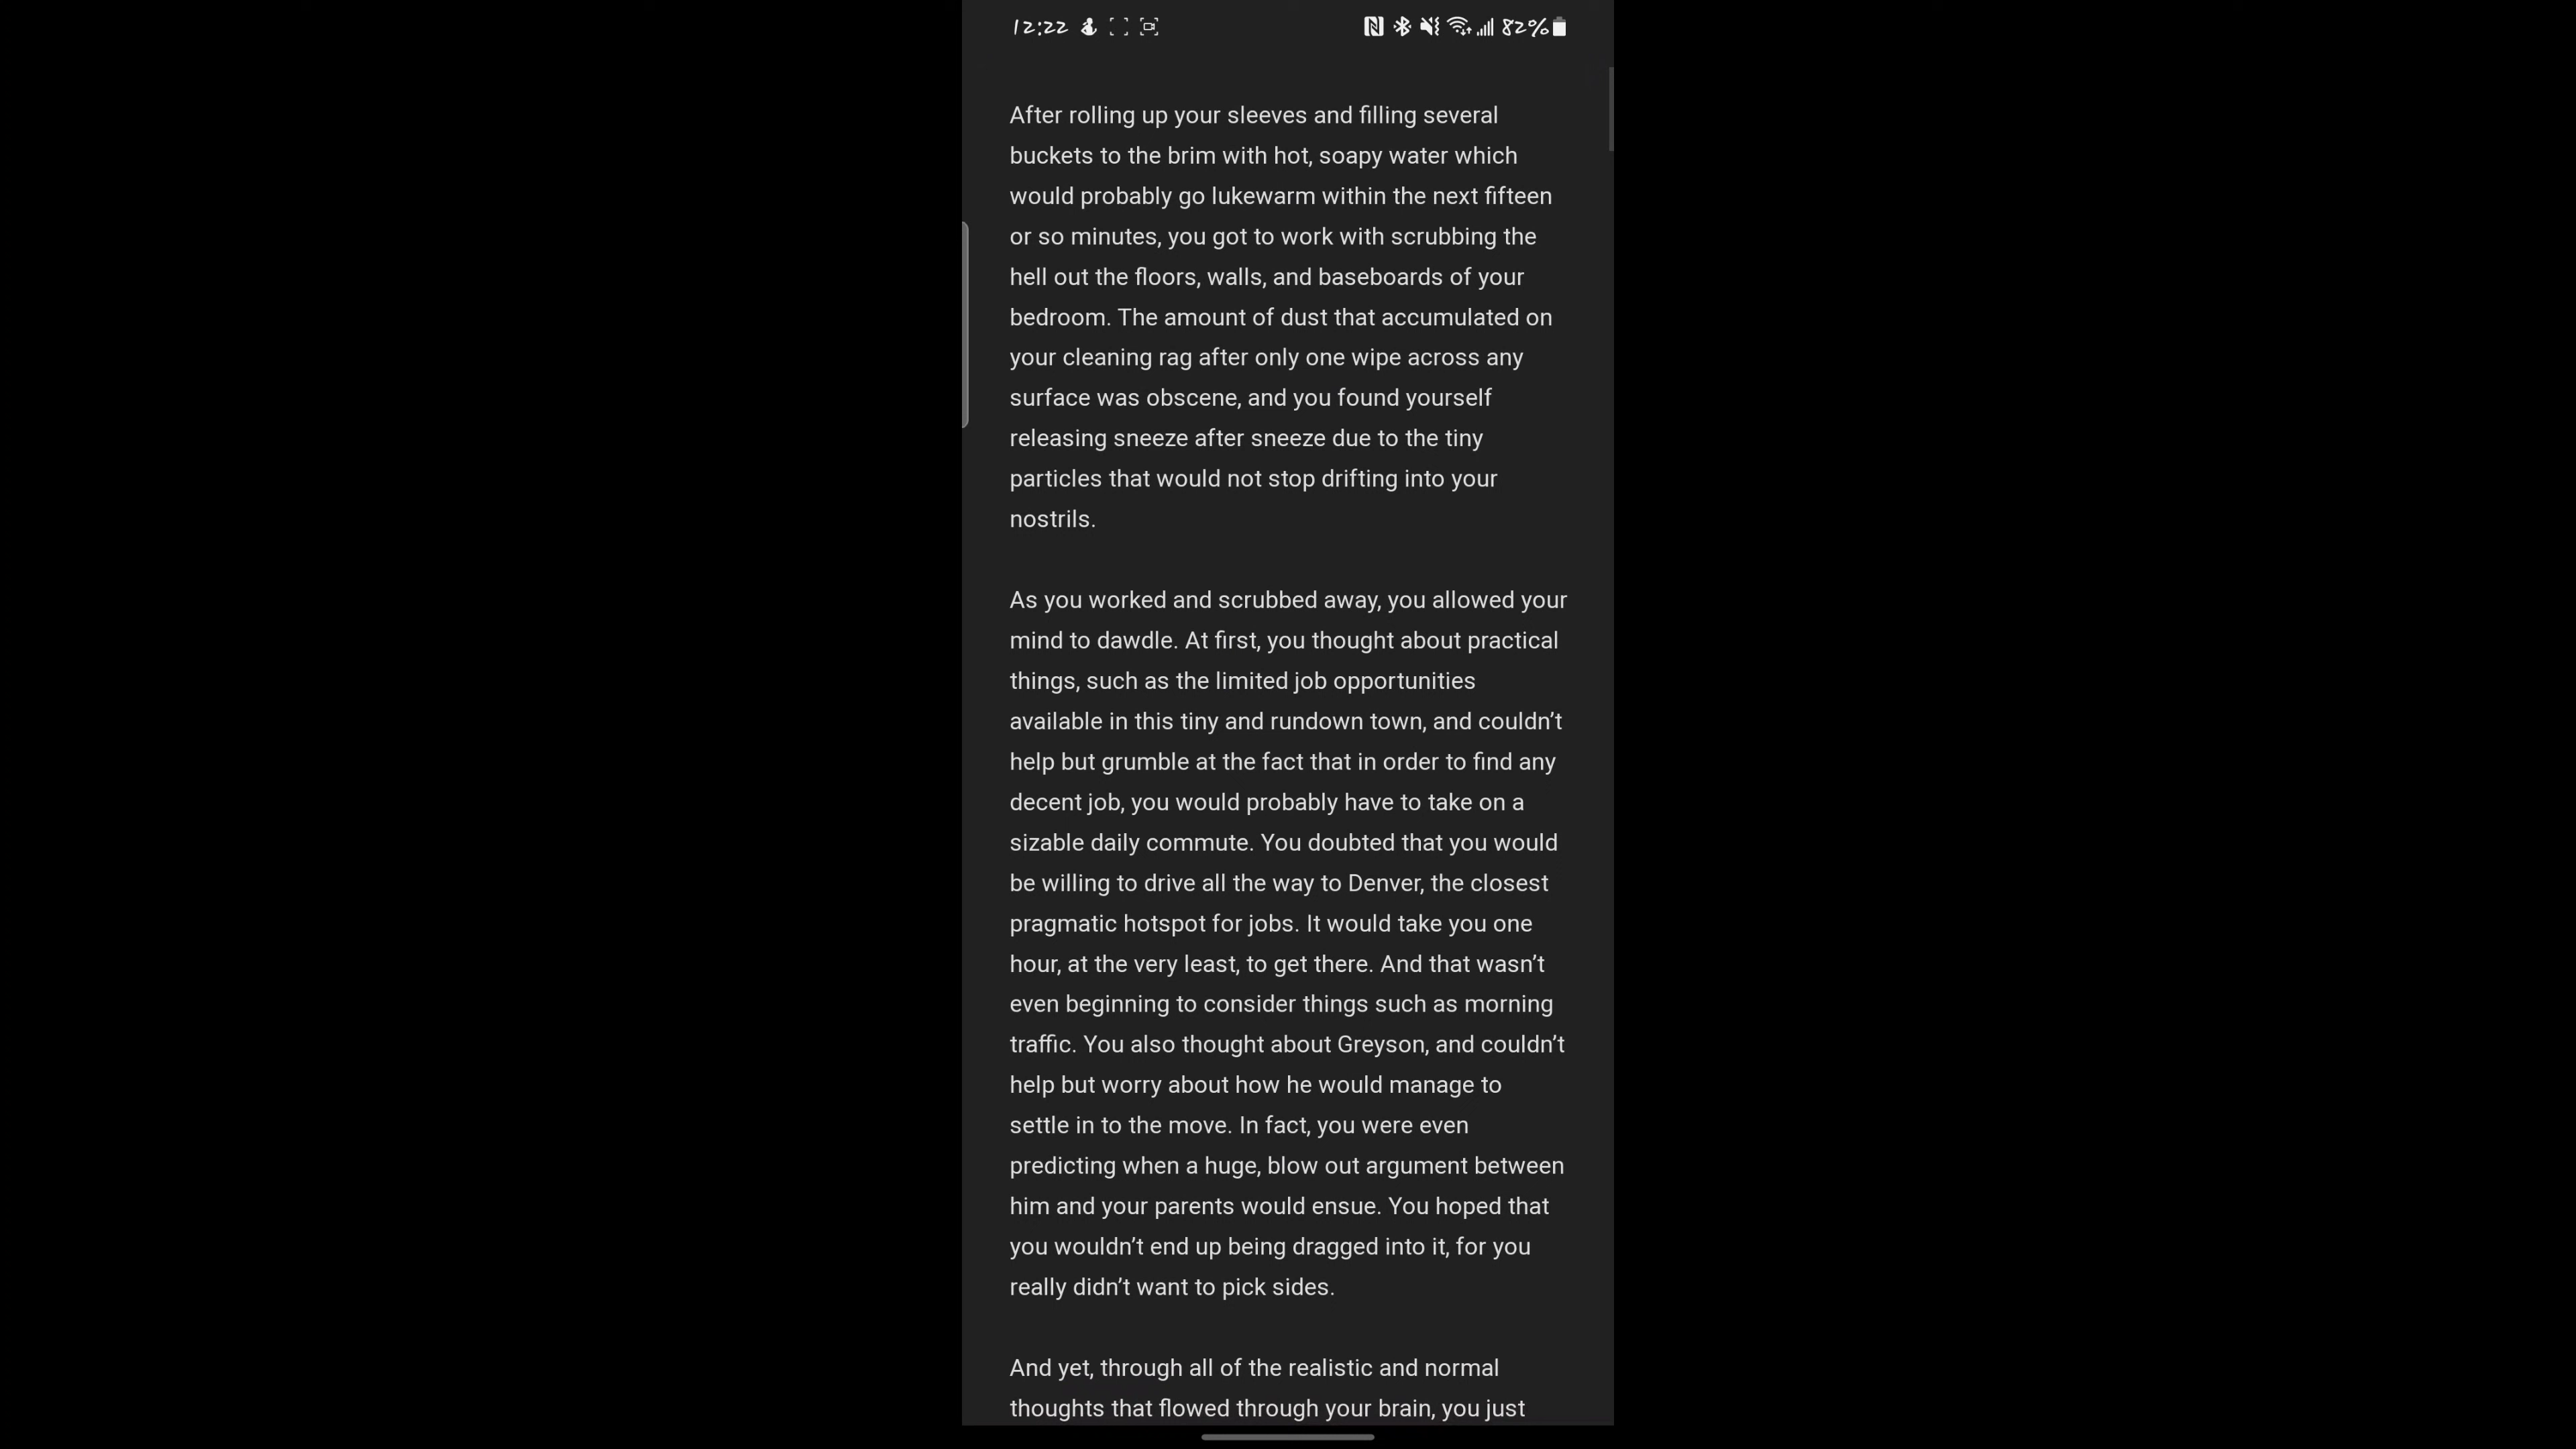 12:22
82%
After rolling up your sleeves and filling several
buckets to the brim with hot, soapy water which
would probably go lukewarm within the next fifteen
or so minutes, you got to work with scrubbing the
hell out the floors, walls, and baseboards of your
bedroom. The amount of dust that accumulated on
your cleaning rag after only one wipe across any
surface was obscene, and you found yourself
releasing sneeze after sneeze due to the tiny
particles that would not stop drifting into your
nostrils.
As you worked and scrubbed away, you allowed your
mind to dawdle. At first, you thought about practical
things, such as the limited job opportunities
available in this tiny and rundown town, and couldn’t
help but grumble at the fact that in order to find any
decent job, you would probably have to take on a
sizable daily commute. You doubted that you would
be willing to drive all the way to Denver, the closest
pragmatic hotspot for jobs. It would take you one
hour, at the very least, to get there. And that wasn’t
even beginning to consider things such as morning
traffic. You also thought about Greyson, and couldn’t
help but worry about how he would manage to
settle in to the move. In fact, you were even
predicting when a huge, blow out argument between
him and your parents would ensue. You hoped that
you wouldn’t end up being dragged into it, for you
really didn’t want to pick sides.
And yet, through all of the realistic and normal
thoughts that flowed through your brain, you just